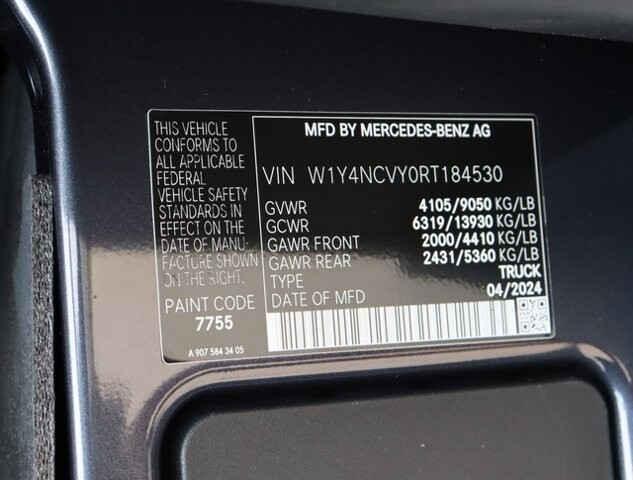 THIS VEHICLE
CONFORMS TO
ALL APPLICABLE
FEDERAL
VEHICLE SAFETY
STANDARDS IN
EFFECT ON THE
DATE OF MANU-
FACTURE SHOWN
ON THE RIGHT.
PAINT CODE
7755
A 907 584 34 05
MFD BY MERCEDES-BENZ AG
VIN W1Y4NCVY0RT184530
GVWR 4105/9050 KG/LB
GCWR 6319/13930 KG/LB
GAWR FRONT 2000/4410 KG/LB
GAWR REAR 2431/5360 KG/LB
TYPE TRUCK
DATE OF MFD 04/2024